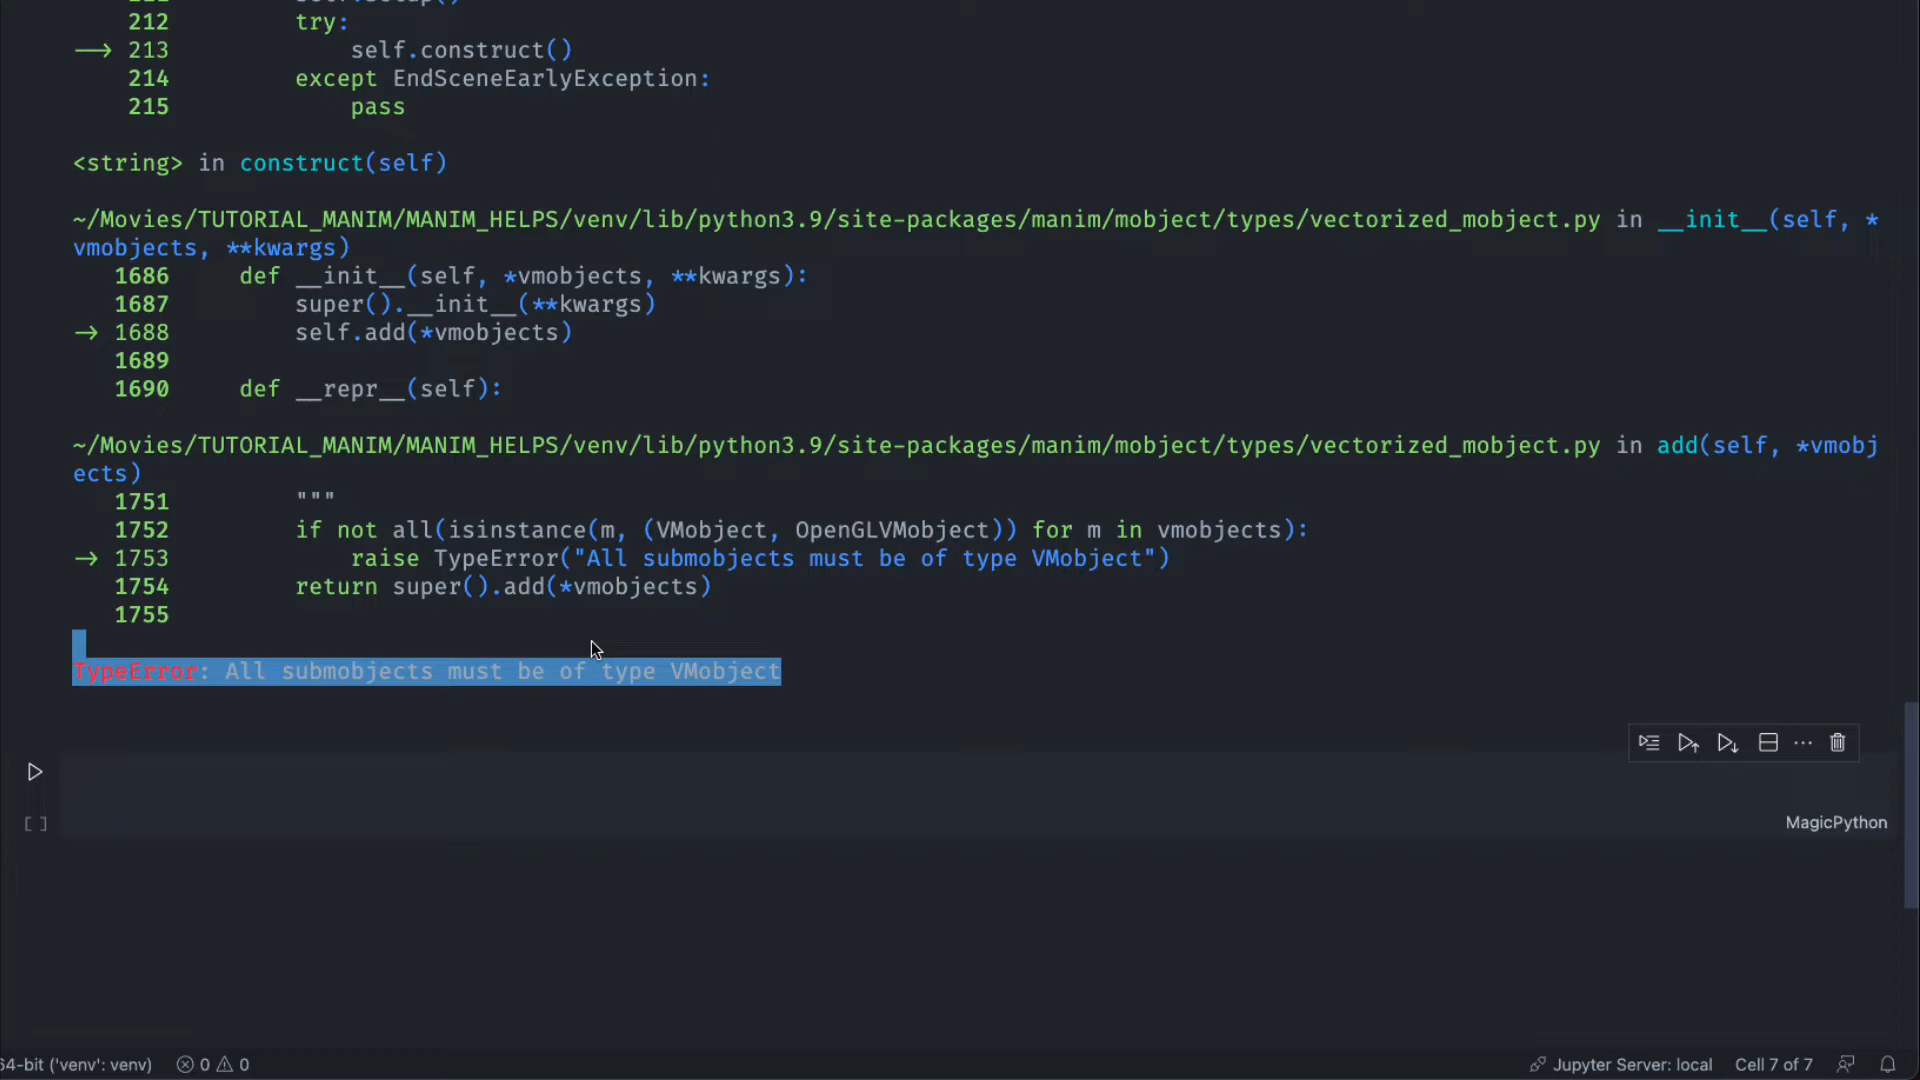 212         try:
--> 213             self.construct()
214         except EndSceneEarlyException:
215             pass
<string> in construct(self)
~/Movies/TUTORIAL_MANIM/MANIM_HELPS/venv/lib/python3.9/site-packages/manim/mobject/types/vectorized_mobject.py in __init__(self, *
vmobjects, **kwargs)
1686     def __init__(self, *vmobjects, **kwargs):
1687         super().__init__(**kwargs)
-> 1688         self.add(*vmobjects)
1689
1690     def __repr__(self):
~/Movies/TUTORIAL_MANIM/MANIM_HELPS/venv/lib/python3.9/site-packages/manim/mobject/types/vectorized_mobject.py in add(self, *vmobj
ects)
1751         """
1752         if not all(isinstance(m, (VMobject, OpenGLVMobject)) for m in vmobjects):
-> 1753             raise TypeError("All submobjects must be of type VMobject")
1754         return super().add(*vmobjects)
1755
TypeError: All submobjects must be of type VMobject
[ ]
MagicPython
64-bit ('venv': venv) 0 0 Jupyter Server: local Cell 7 of 7